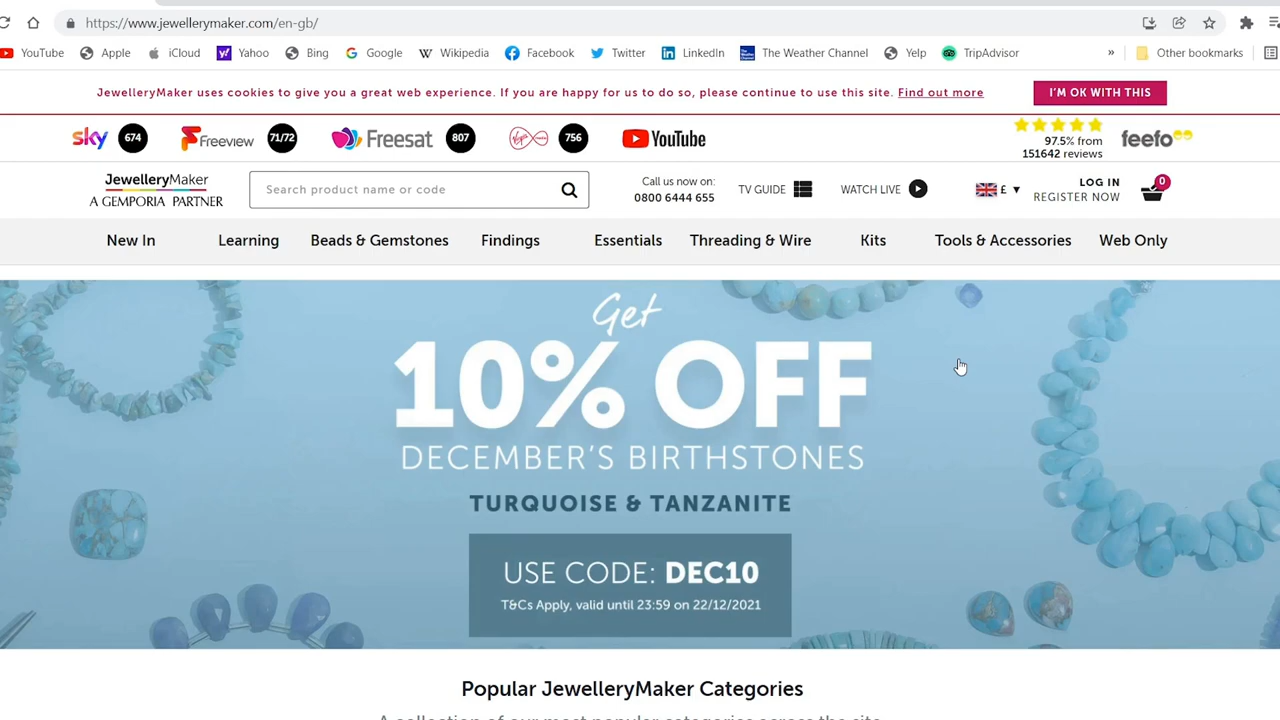 https://www.jewellerymaker.com/en-gb/
YouTube Apple iCloud Yahoo Bing Google Wikipedia Facebook Twitter LinkedIn The Weather Channel Yelp TripAdvisor » Other bookmarks
JewelleryMaker uses cookies to give you a great web experience. If you are happy for us to do so, please continue to use this site. Find out more
I'M OK WITH THIS
sky 674 Freeview 71/72 Freesat 807 756 YouTube
97.5% from
151642 reviews
feefo
JewelleryMaker
A GEMPORIA PARTNER
Search product name or code
Call us now on:
0800 6444 655
TV GUIDE
WATCH LIVE
£ ▼
LOG IN
REGISTER NOW
0
New In Learning Beads & Gemstones Findings Essentials Threading & Wire Kits Tools & Accessories Web Only
Get
10% OFF
DECEMBER'S BIRTHSTONES
TURQUOISE & TANZANITE
USE CODE: DEC10
T&Cs Apply, valid until 23:59 on 22/12/2021
Popular JewelleryMaker Categories
A collection of our most popular categories across the site